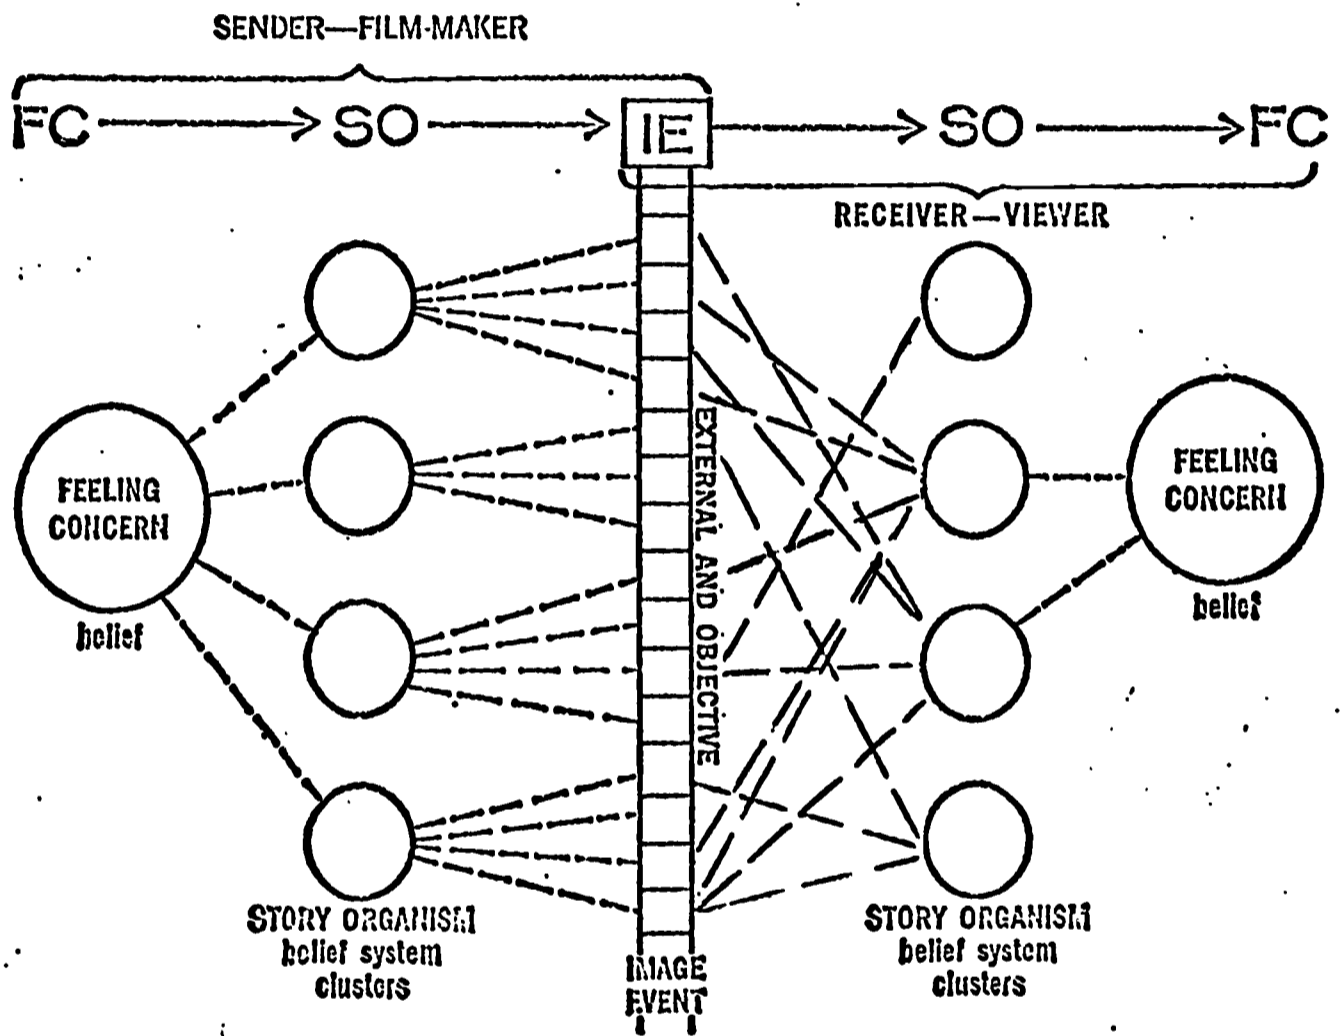 SENDER—FILM-MAKER
FC SO IE SO FC
RECEIVER—VIEWER
FEELING
CONCERN
belief
STORY ORGANISM
belief system
clusters
EXTERNAL AND OBJECTIVE
IMAGE
EVENT
FEELING
CONCERN
belief
STORY ORGANISM
belief system
clusters